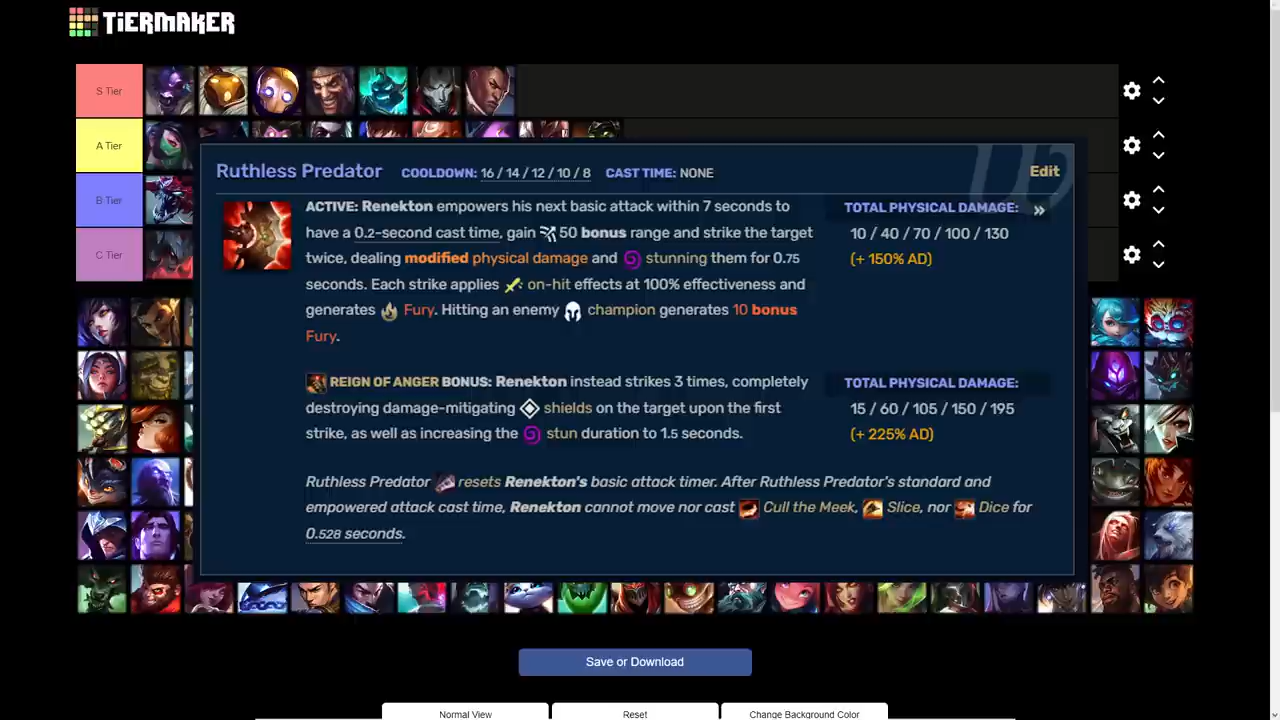 TIERMAKER
S Tier
A Tier
B Tier
C Tier
Ruthless Predator COOLDOWN: 16 / 14 / 12 / 10 / 8 CAST TIME: NONE Edit
ACTIVE: Renekton empowers his next basic attack within 7 seconds to
have a 0.2-second cast time, gain 50 bonus range and strike the target
twice, dealing modified physical damage and stunning them for 0.75
seconds. Each strike applies on-hit effects at 100% effectiveness and
generates Fury. Hitting an enemy champion generates 10 bonus
Fury.
TOTAL PHYSICAL DAMAGE: »
10 / 40 / 70 / 100 / 130
(+ 150% AD)
REIGN OF ANGER BONUS: Renekton instead strikes 3 times, completely
destroying damage-mitigating shields on the target upon the first
strike, as well as increasing the stun duration to 1.5 seconds.
TOTAL PHYSICAL DAMAGE:
15 / 60 / 105 / 150 / 195
(+ 225% AD)
Ruthless Predator resets Renekton's basic attack timer. After Ruthless Predator's standard and
empowered attack cast time, Renekton cannot move nor cast Cull the Meek, Slice, nor Dice for
0.528 seconds.
Save or Download
Normal View
Reset
Change Background Color